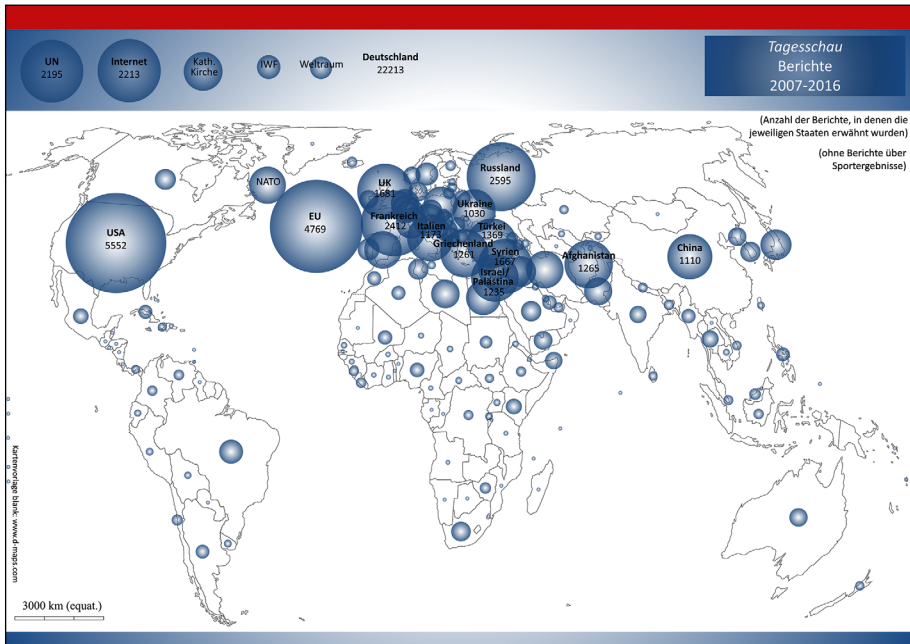 UN
2195
Internet
2213
Kath.
Kirche
IWF
Weltraum
Deutschland
22213
Tagesschau
Berichte
2007-2016
(Anzahl der Berichte, in denen die
jeweiligen Staaten erwähnt wurden)
(ohne Berichte über
Sportergebnisse)
NATO
UK
1681
Russland
2595
USA
5552
EU
4769
Frankreich
2412
Ukraine
1030
Italien
1173
Türkei
1369
Griechenland
1261
Syrien
1667
Afghanistan
1265
China
1110
Israel/
Palästina
1235
Kartenvorlage blank: www.d-maps.com
3000 km (equat.)